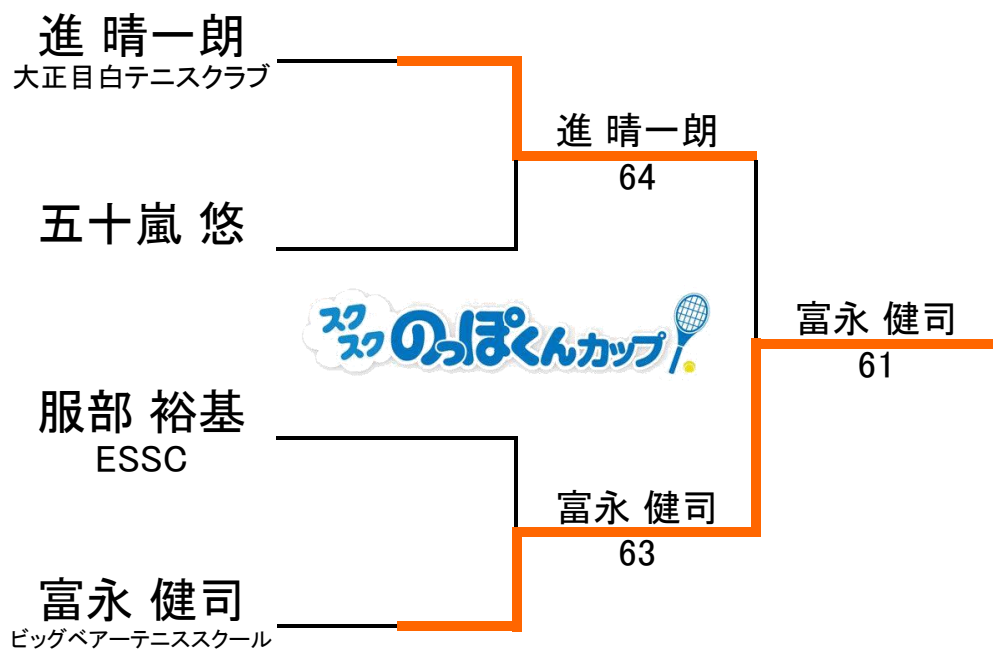 進 晴一朗
大正目白テニスクラブ
進 晴一朗
64
五十嵐 悠
スクスク のっぽくんカップ
富永 健司
61
服部 裕基
ESSC
富永 健司
63
富永 健司
ビッグベアーテニススクール